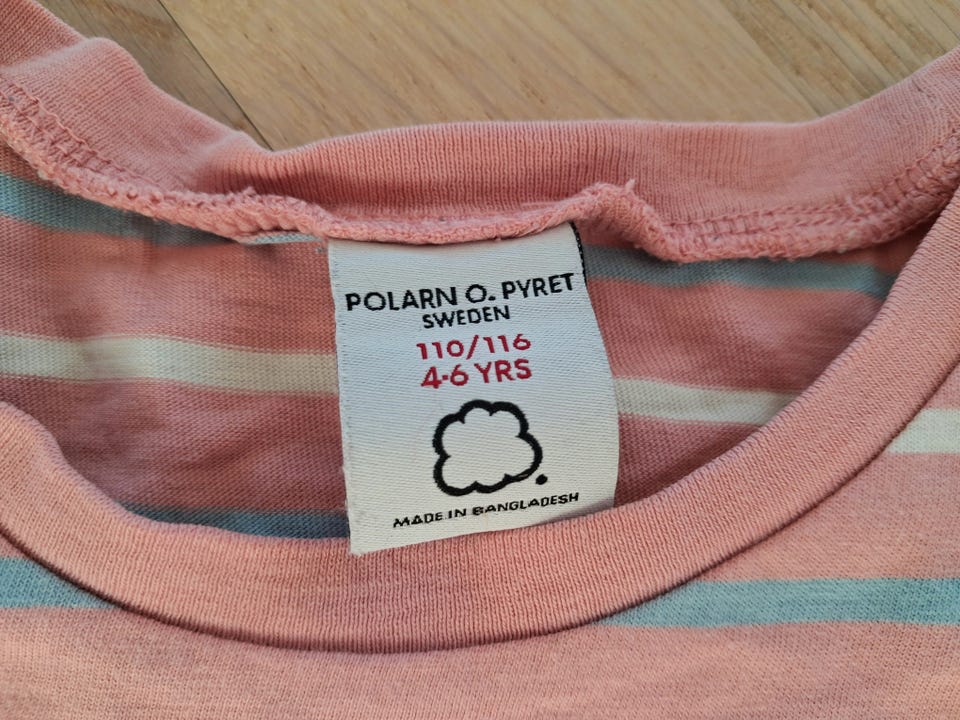 POLARN O. PYRET
SWEDEN
110/116
4-6 YRS
MADE IN BANGLADESH